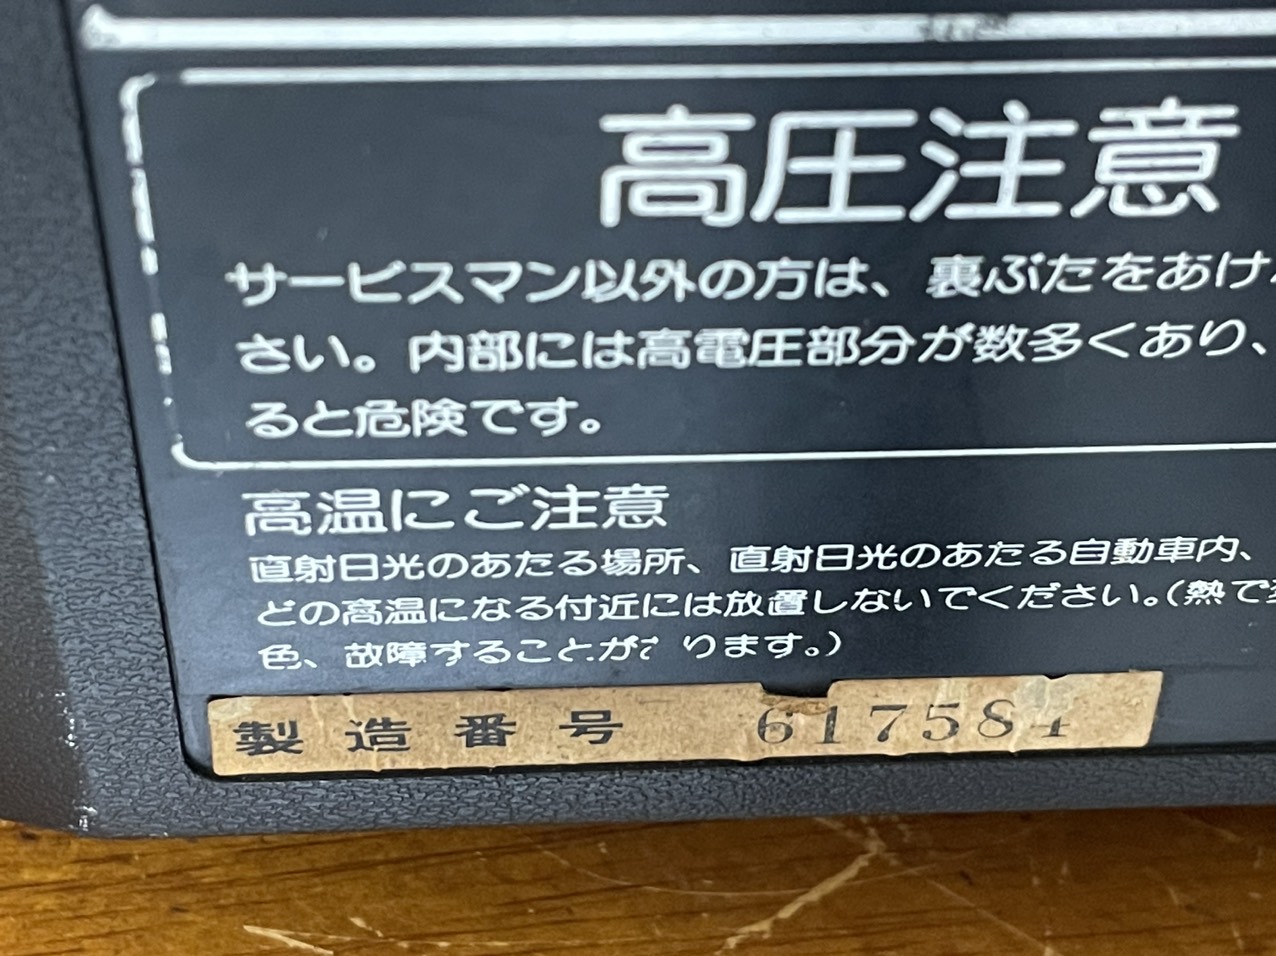 高圧注意
サービスマン以外の方は、裏ぶたをあけ
さい。内部には高電圧部分が数多くあり、
ると危険です。
高温にご注意
直射日光のあたる場所、直射日光のあたる自動車内、
どの高温になる付近には放置しないでください。(熱で
色、故障することが ります。)
製造番号 617584